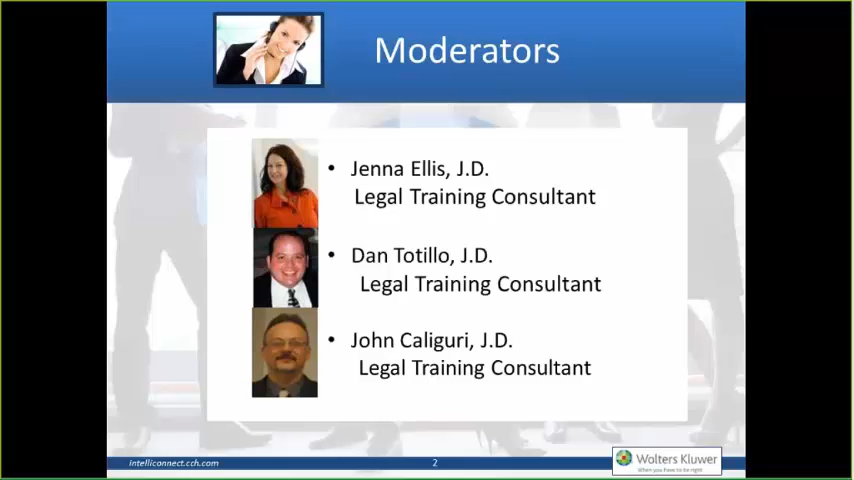 Moderators
• Jenna Ellis, J.D.
Legal Training Consultant
• Dan Totillo, J.D.
Legal Training Consultant
• John Caliguri, J.D.
Legal Training Consultant
intelliconnect.cch.com
2
Wolters Kluwer
When you have to be right